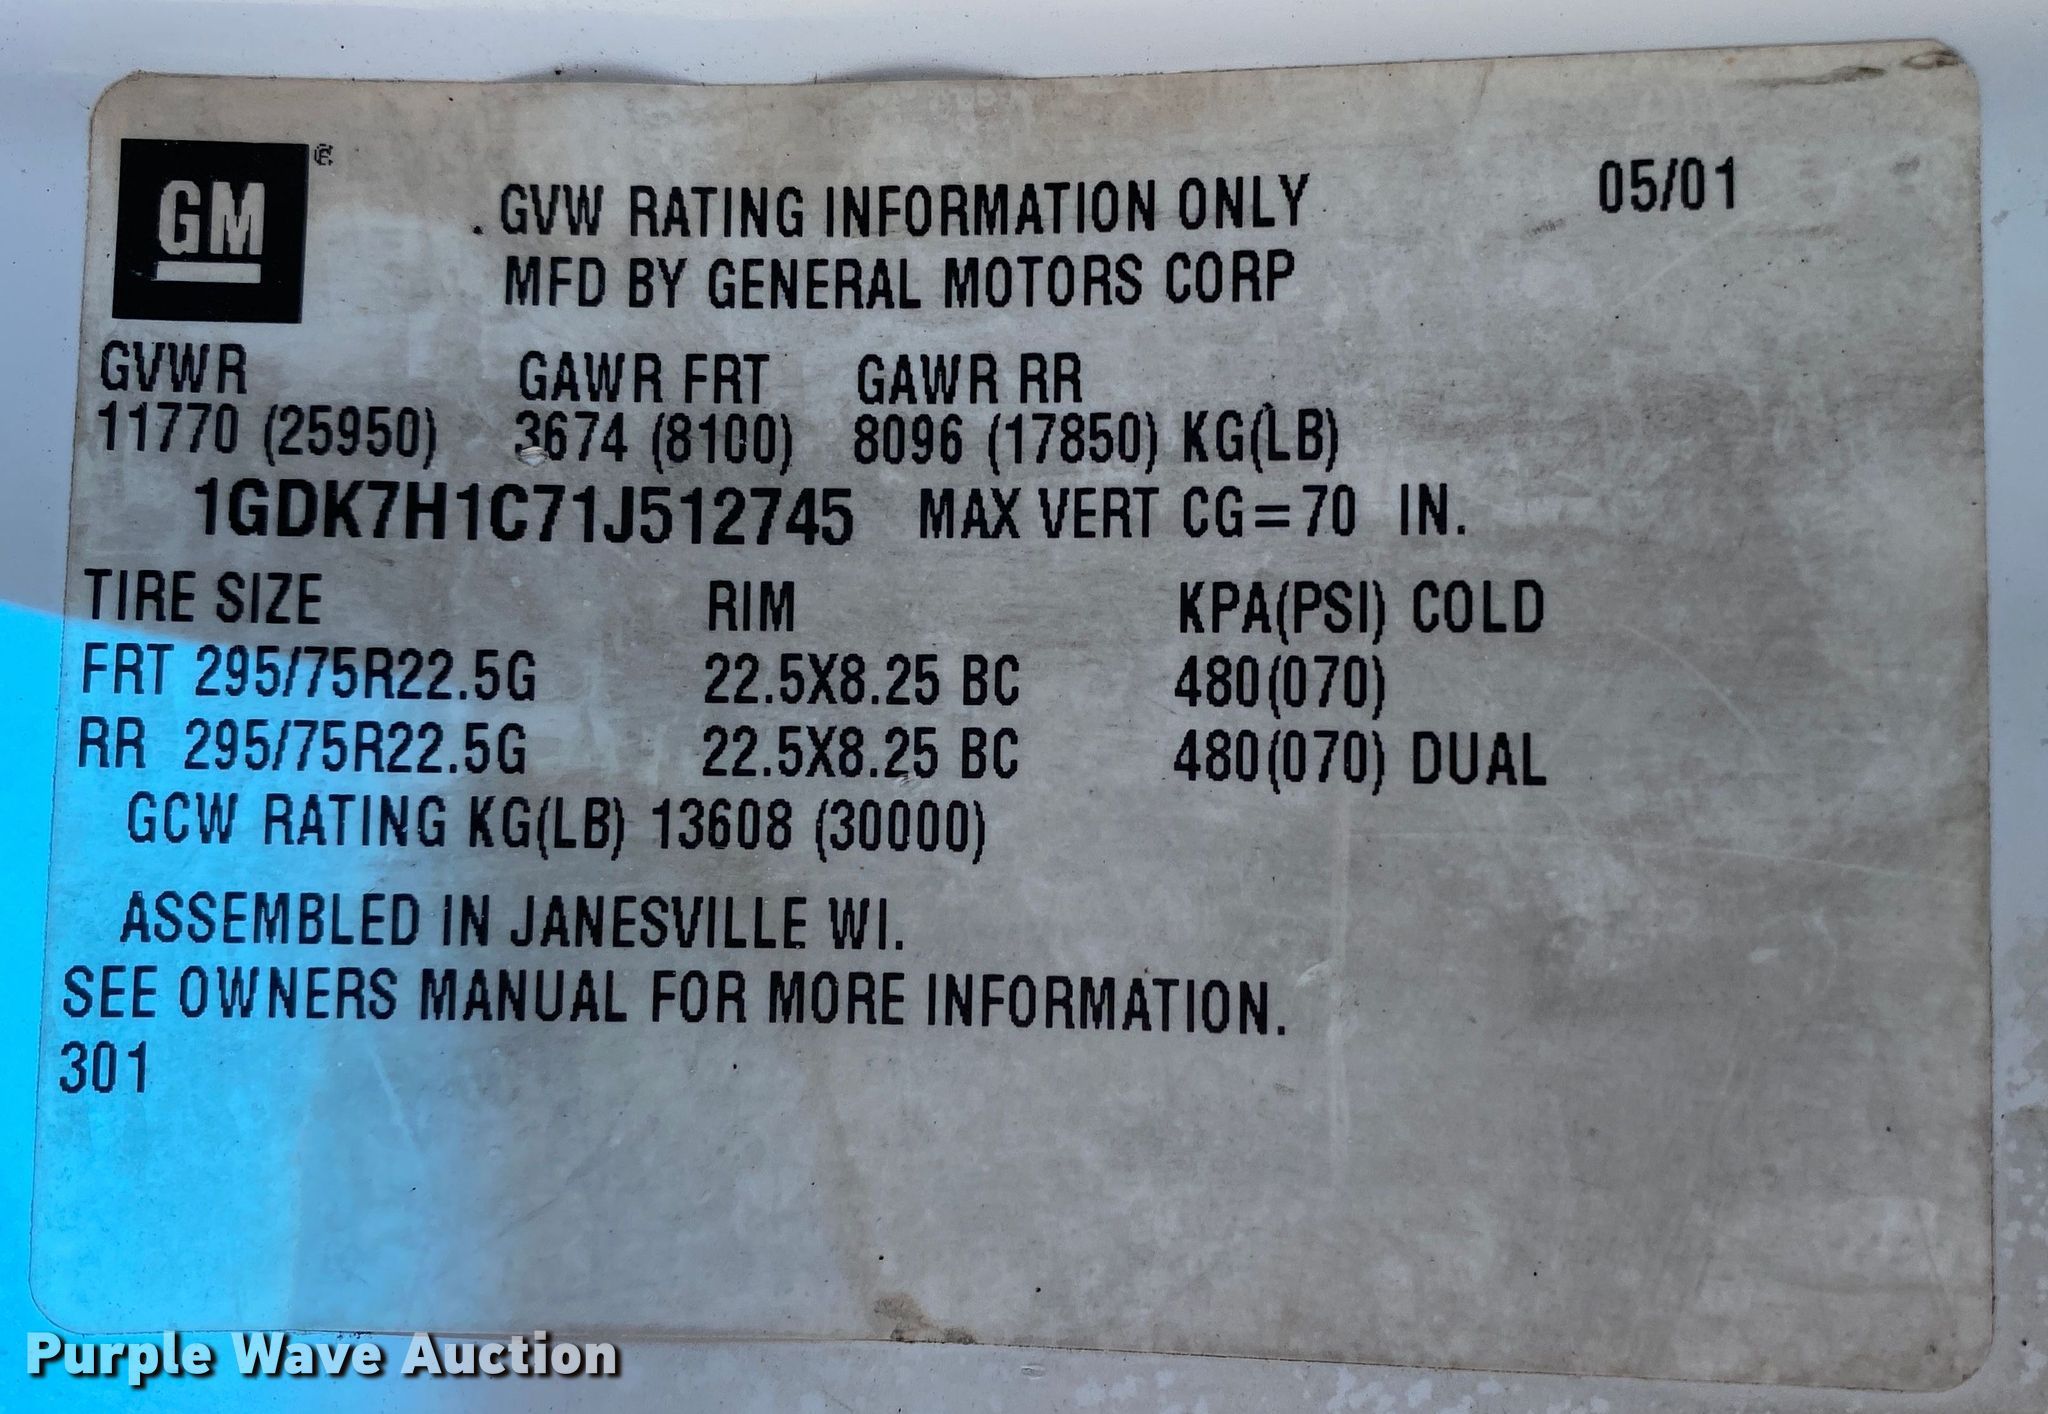 GM
.GVW RATING INFORMATION ONLY 05/01
MFD BY GENERAL MOTORS CORP
GVWR GAWR FRT GAWR RR
11770 (25950) 3674 (8100) 8096 (17850) KG(LB)
1GDK7H1C71J512745 MAX VERT CG=70 IN.
TIRE SIZE RIM KPA(PSI) COLD
FRT 295/75R22.5G 22.5X8.25 BC 480(070)
RR 295/75R22.5G 22.5X8.25 BC 480(070) DUAL
GCW RATING KG(LB) 13608 (30000)
ASSEMBLED IN JANESVILLE WI.
SEE OWNERS MANUAL FOR MORE INFORMATION.
301
Purple Wave Auction